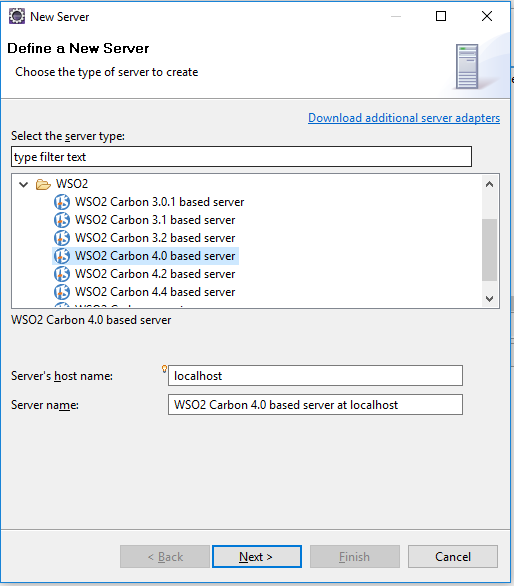 New Server
Define a New Server
Choose the type of server to create
Download additional server adapters
Select the server type:
type filter text
WSO2
WSO2 Carbon 3.0.1 based server
WSO2 Carbon 3.1 based server
WSO2 Carbon 3.2 based server
WSO2 Carbon 4.0 based server
WSO2 Carbon 4.2 based server
WSO2 Carbon 4.4 based server
WSO2 Carbon 4.0 based server
Server's host name:
localhost
Server name:
WSO2 Carbon 4.0 based server at localhost
< Back
Next >
Finish
Cancel